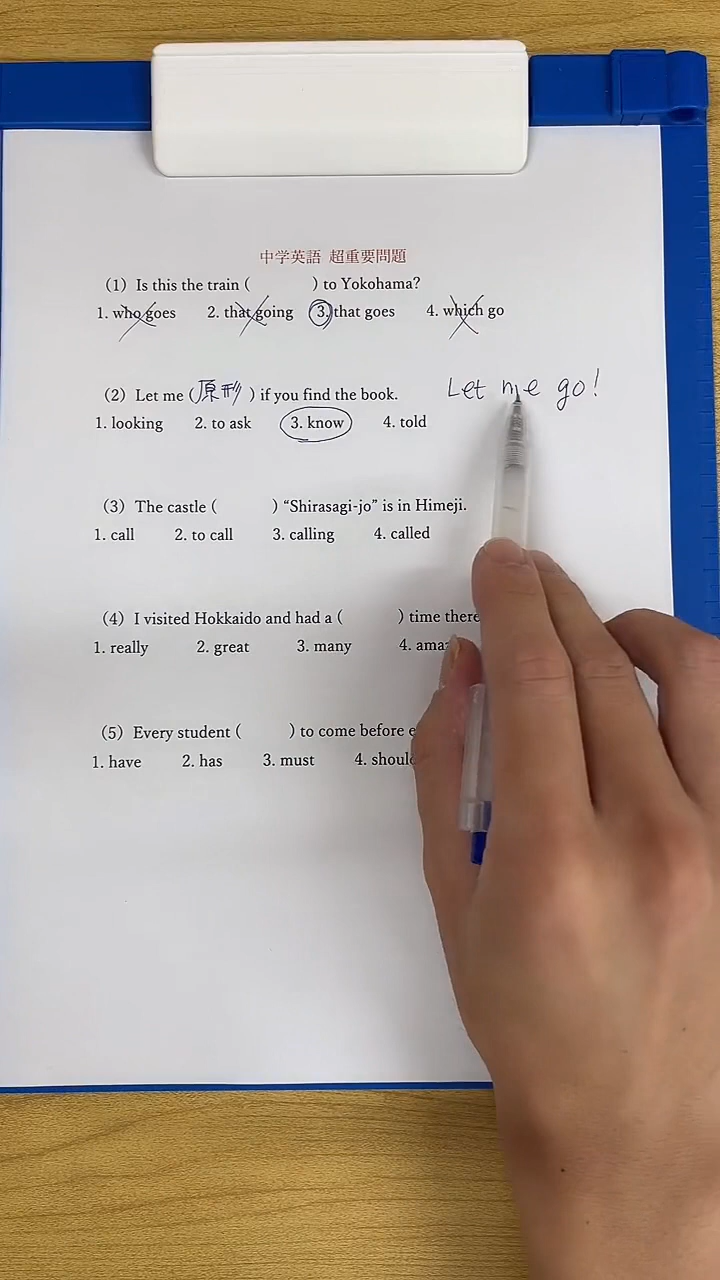 中学英語 超重要問題
(1) Is this the train ( ) to Yokohama?
1. who goes 2. that going 3. that goes 4. which go
(2) Let me (原形) if you find the book. Let me go!
1. looking 2. to ask 3. know 4. told
(3) The castle ( ) “Shirasagi-jo” is in Himeji.
1. call 2. to call 3. calling 4. called
(4) I visited Hokkaido and had a ( ) time there
1. really 2. great 3. many 4.
(5) Every student ( ) to come before
1. have 2. has 3. must 4.